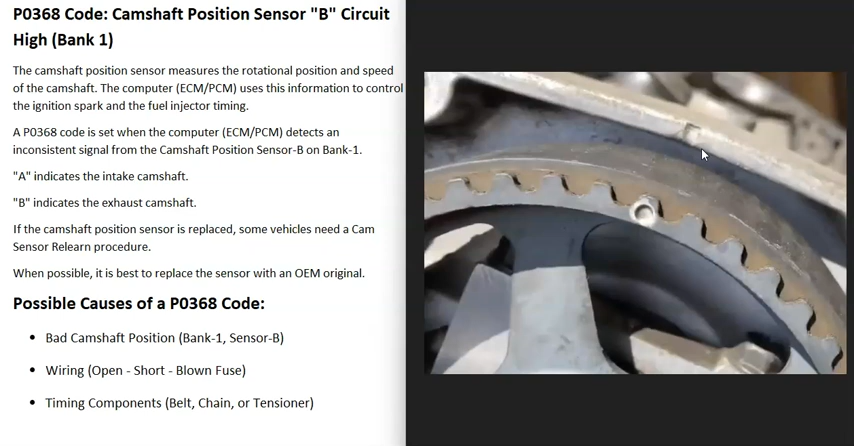 P0368 Code: Camshaft Position Sensor "B" Circuit
High (Bank 1)
The camshaft position sensor measures the rotational position and speed
of the camshaft. The computer (ECM/PCM) uses this information to control
the ignition spark and the fuel injector timing.
A P0368 code is set when the computer (ECM/PCM) detects an
inconsistent signal from the Camshaft Position Sensor-B on Bank-1.
"A" indicates the intake camshaft.
"B" indicates the exhaust camshaft.
If the camshaft position sensor is replaced, some vehicles need a Cam
Sensor Relearn procedure.
When possible, it is best to replace the sensor with an OEM original.
Possible Causes of a P0368 Code:
• Bad Camshaft Position (Bank-1, Sensor-B)
• Wiring (Open - Short - Blown Fuse)
• Timing Components (Belt, Chain, or Tensioner)